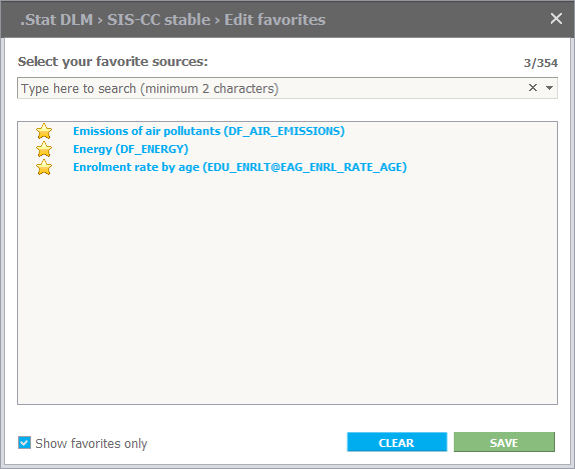 .Stat DLM › SIS-CC stable › Edit favorites
Select your favorite sources:
3/354
Type here to search (minimum 2 characters)
Emissions of air pollutants (DF_AIR_EMISSIONS)
Energy (DF_ENERGY)
Enrolment rate by age (EDU_ENRLT@EAG_ENRL_RATE_AGE)
Show favorites only
CLEAR
SAVE